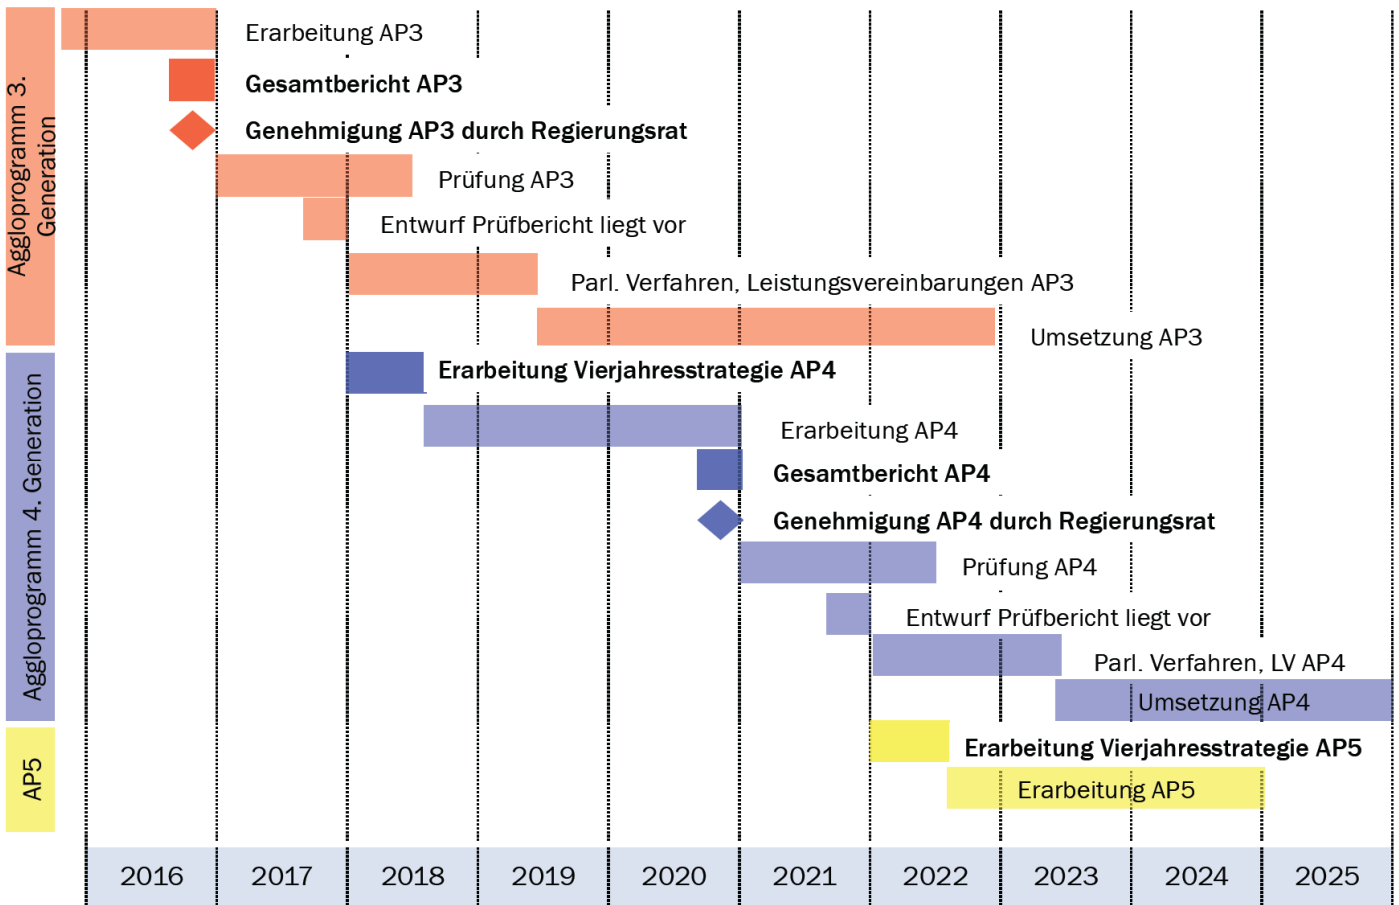 Aggloprogramm 3.
Generation
Erarbeitung AP3
Gesamtbericht AP3
Genehmigung AP3 durch Regierungsrat
Prüfung AP3
Entwurf Prüfbericht liegt vor
Parl. Verfahren, Leistungsvereinbarungen AP3
Umsetzung AP3
Aggloprogramm 4. Generation
Erarbeitung Vierjahresstrategie AP4
Erarbeitung AP4
Gesamtbericht AP4
Genehmigung AP4 durch Regierungsrat
Prüfung AP4
Entwurf Prüfbericht liegt vor
Parl. Verfahren, LV AP4
Umsetzung AP4
AP5
Erarbeitung Vierjahresstrategie AP5
Erarbeitung AP5
2016 2017 2018 2019 2020 2021 2022 2023 2024 2025